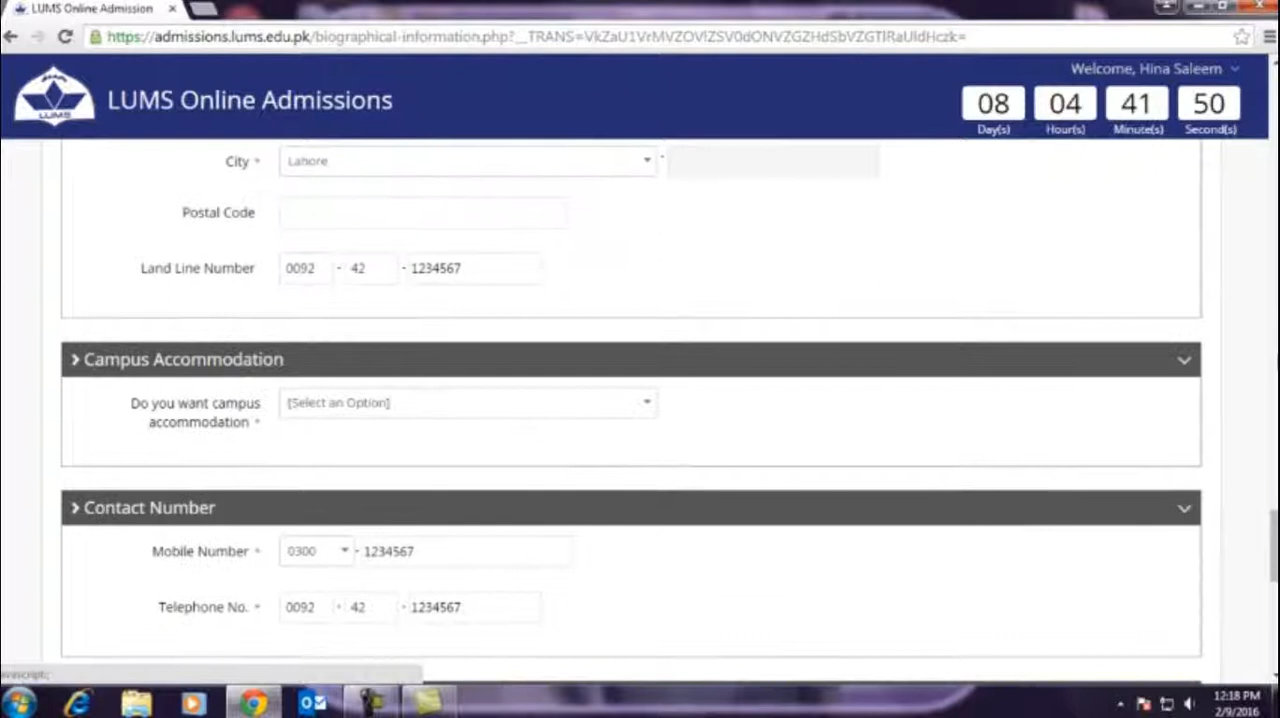 LUMS Online Admission
https://admissions.lums.edu.pk/biographical-information.php?
Welcome, Hina Saleem
LUMS
LUMS Online Admissions
08 04 41 50
Day(s) Hour(s) Minute(s) Second(s)
City * Lahore
Postal Code
Land Line Number 0092 - 42 - 1234567
Campus Accommodation
Do you want campus accommodation * [Select an Option]
Contact Number
Mobile Number * 0300 - 1234567
Telephone No. * 0092 - 42 - 1234567
12:18 PM
2/9/2016